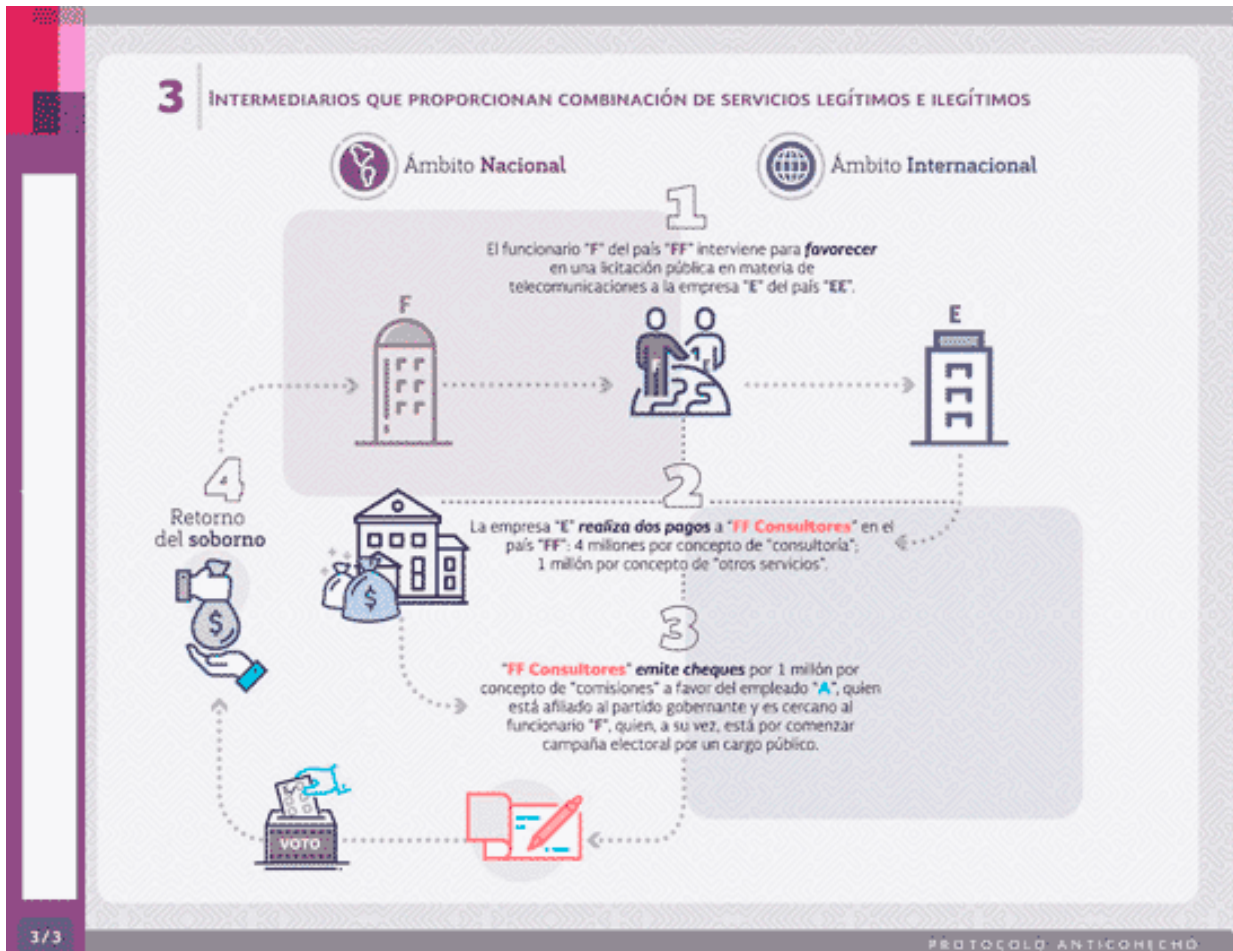 3
INTERMEDIARIOS QUE PROPORCIONAN COMBINACIÓN DE SERVICIOS LEGÍTIMOS E ILEGÍTIMOS
Ámbito Nacional
Ámbito Internacional
1
El funcionario "F" del país "FF" interviene para favorecer
en una licitación pública en materia de
telecomunicaciones a la empresa "E" del país "EE".
F
F
E
E
2
La empresa "E" realiza dos pagos a "FF Consultores" en el
país "FF": 4 millones por concepto de "consultoría";
1 millón por concepto de "otros servicios".
$
3
"FF Consultores" emite cheques por 1 millón por
concepto de "comisiones" a favor del empleado "A", quien
está afiliado al partido gobernante y es cercano al
funcionario "F", quien, a su vez, está por comenzar
campaña electoral por un cargo público.
4
Retorno
del soborno
$
VOTO
3/3
PROTOCOLO ANTICOHECHO